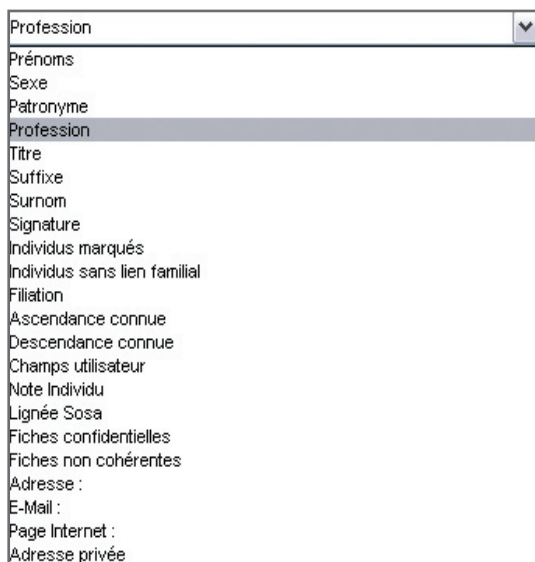 Profession
Prénoms
Sexe
Patronyme
Profession
Titre
Suffixe
Surnom
Signature
Individus marqués
Individus sans lien familial
Filiation
Ascendance connue
Descendance connue
Champs utilisateur
Note Individu
Lignée Sosa
Fiches confidentielles
Fiches non cohérentes
Adresse :
E-Mail :
Page Internet :
Adresse privée